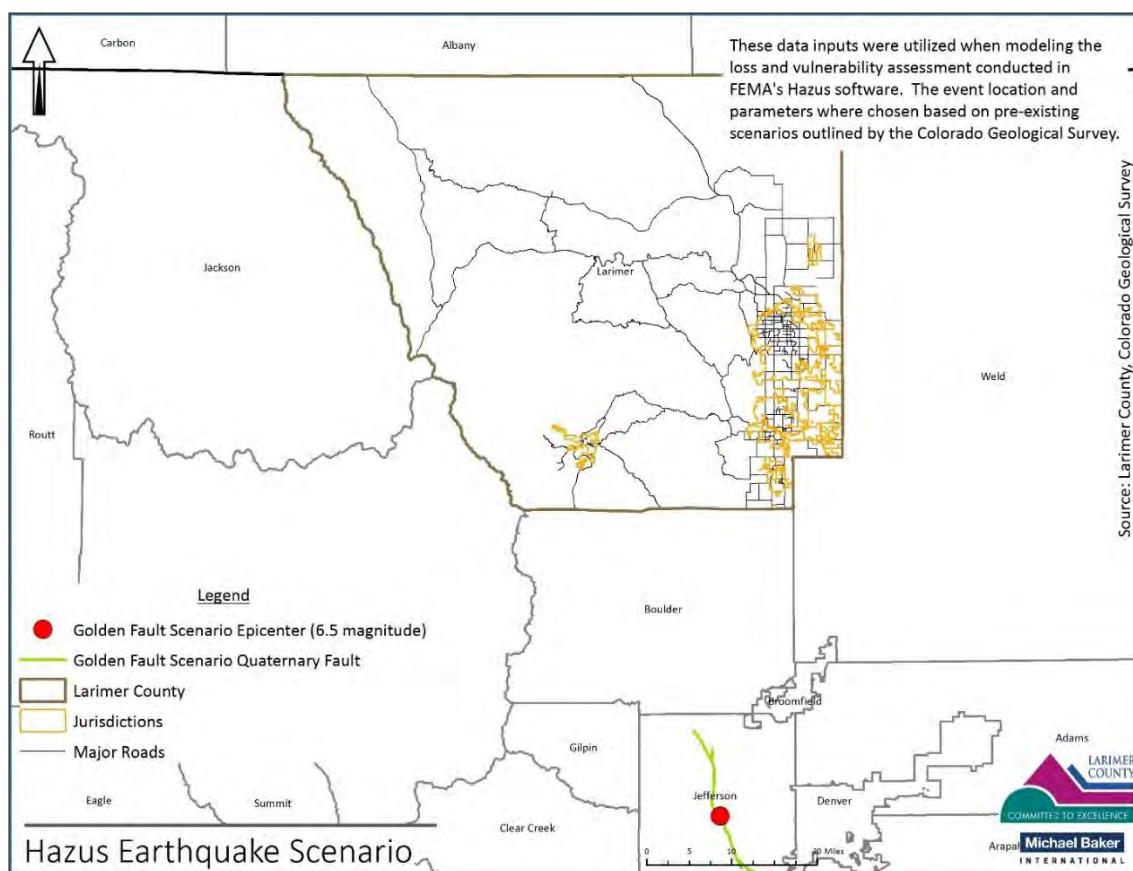 Carbon
Albany
These data inputs were utilized when modeling the
loss and vulnerability assessment conducted in
FEMA's Hazus software. The event location and
parameters where chosen based on pre-existing
scenarios outlined by the Colorado Geological Survey.
Source: Larimer County, Colorado Geological Survey
Jackson
Larimer
Weld
Routt
Boulder
Legend
Golden Fault Scenario Epicenter (6.5 magnitude)
Golden Fault Scenario Quaternary Fault
Larimer County
Jurisdictions
Major Roads
Broomfield
Gilpin
Adams
Jefferson
Denver
Eagle
Summit
Clear Creek
LARIMER
COUNTY
COMMITTED TO EXCELLENCE
Arapah
Michael Baker
INTERNATIONAL
0 5 10 20 Miles
Hazus Earthquake Scenario